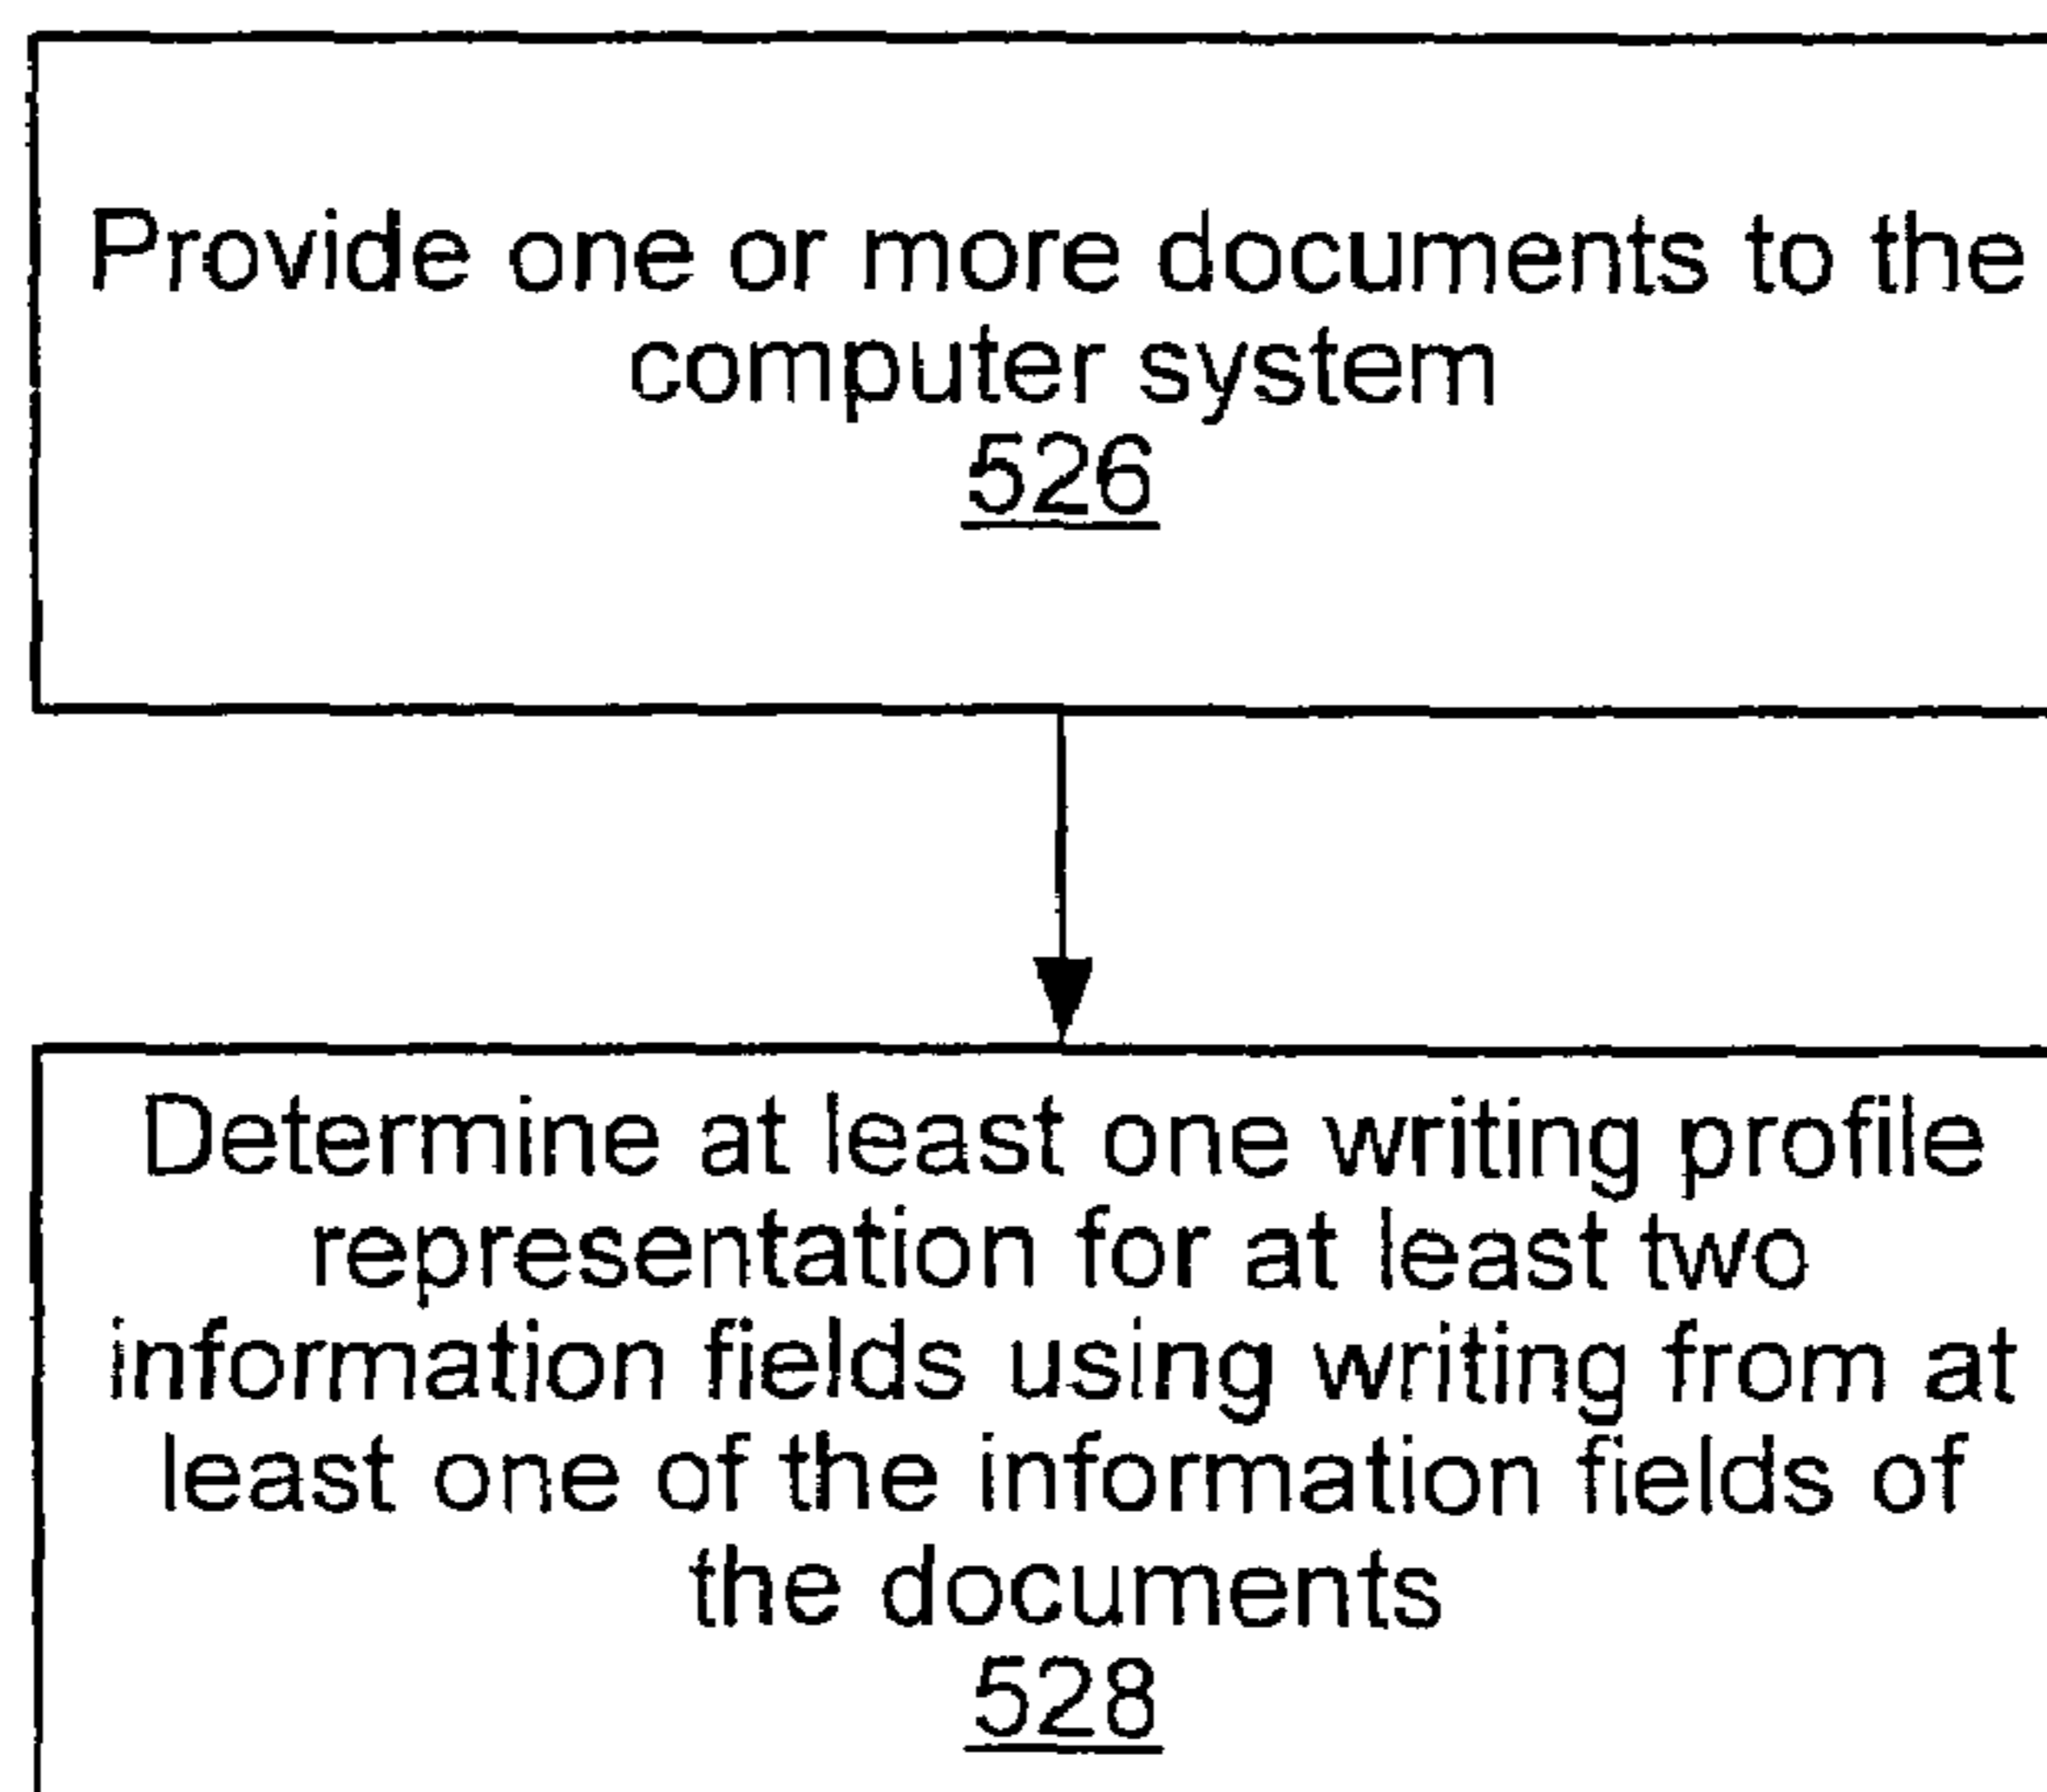 Provide one or more documents to the
computer system
526
Determine at least one writing profile
representation for at least two
information fields using writing from at
least one of the information fields of
the documents
528